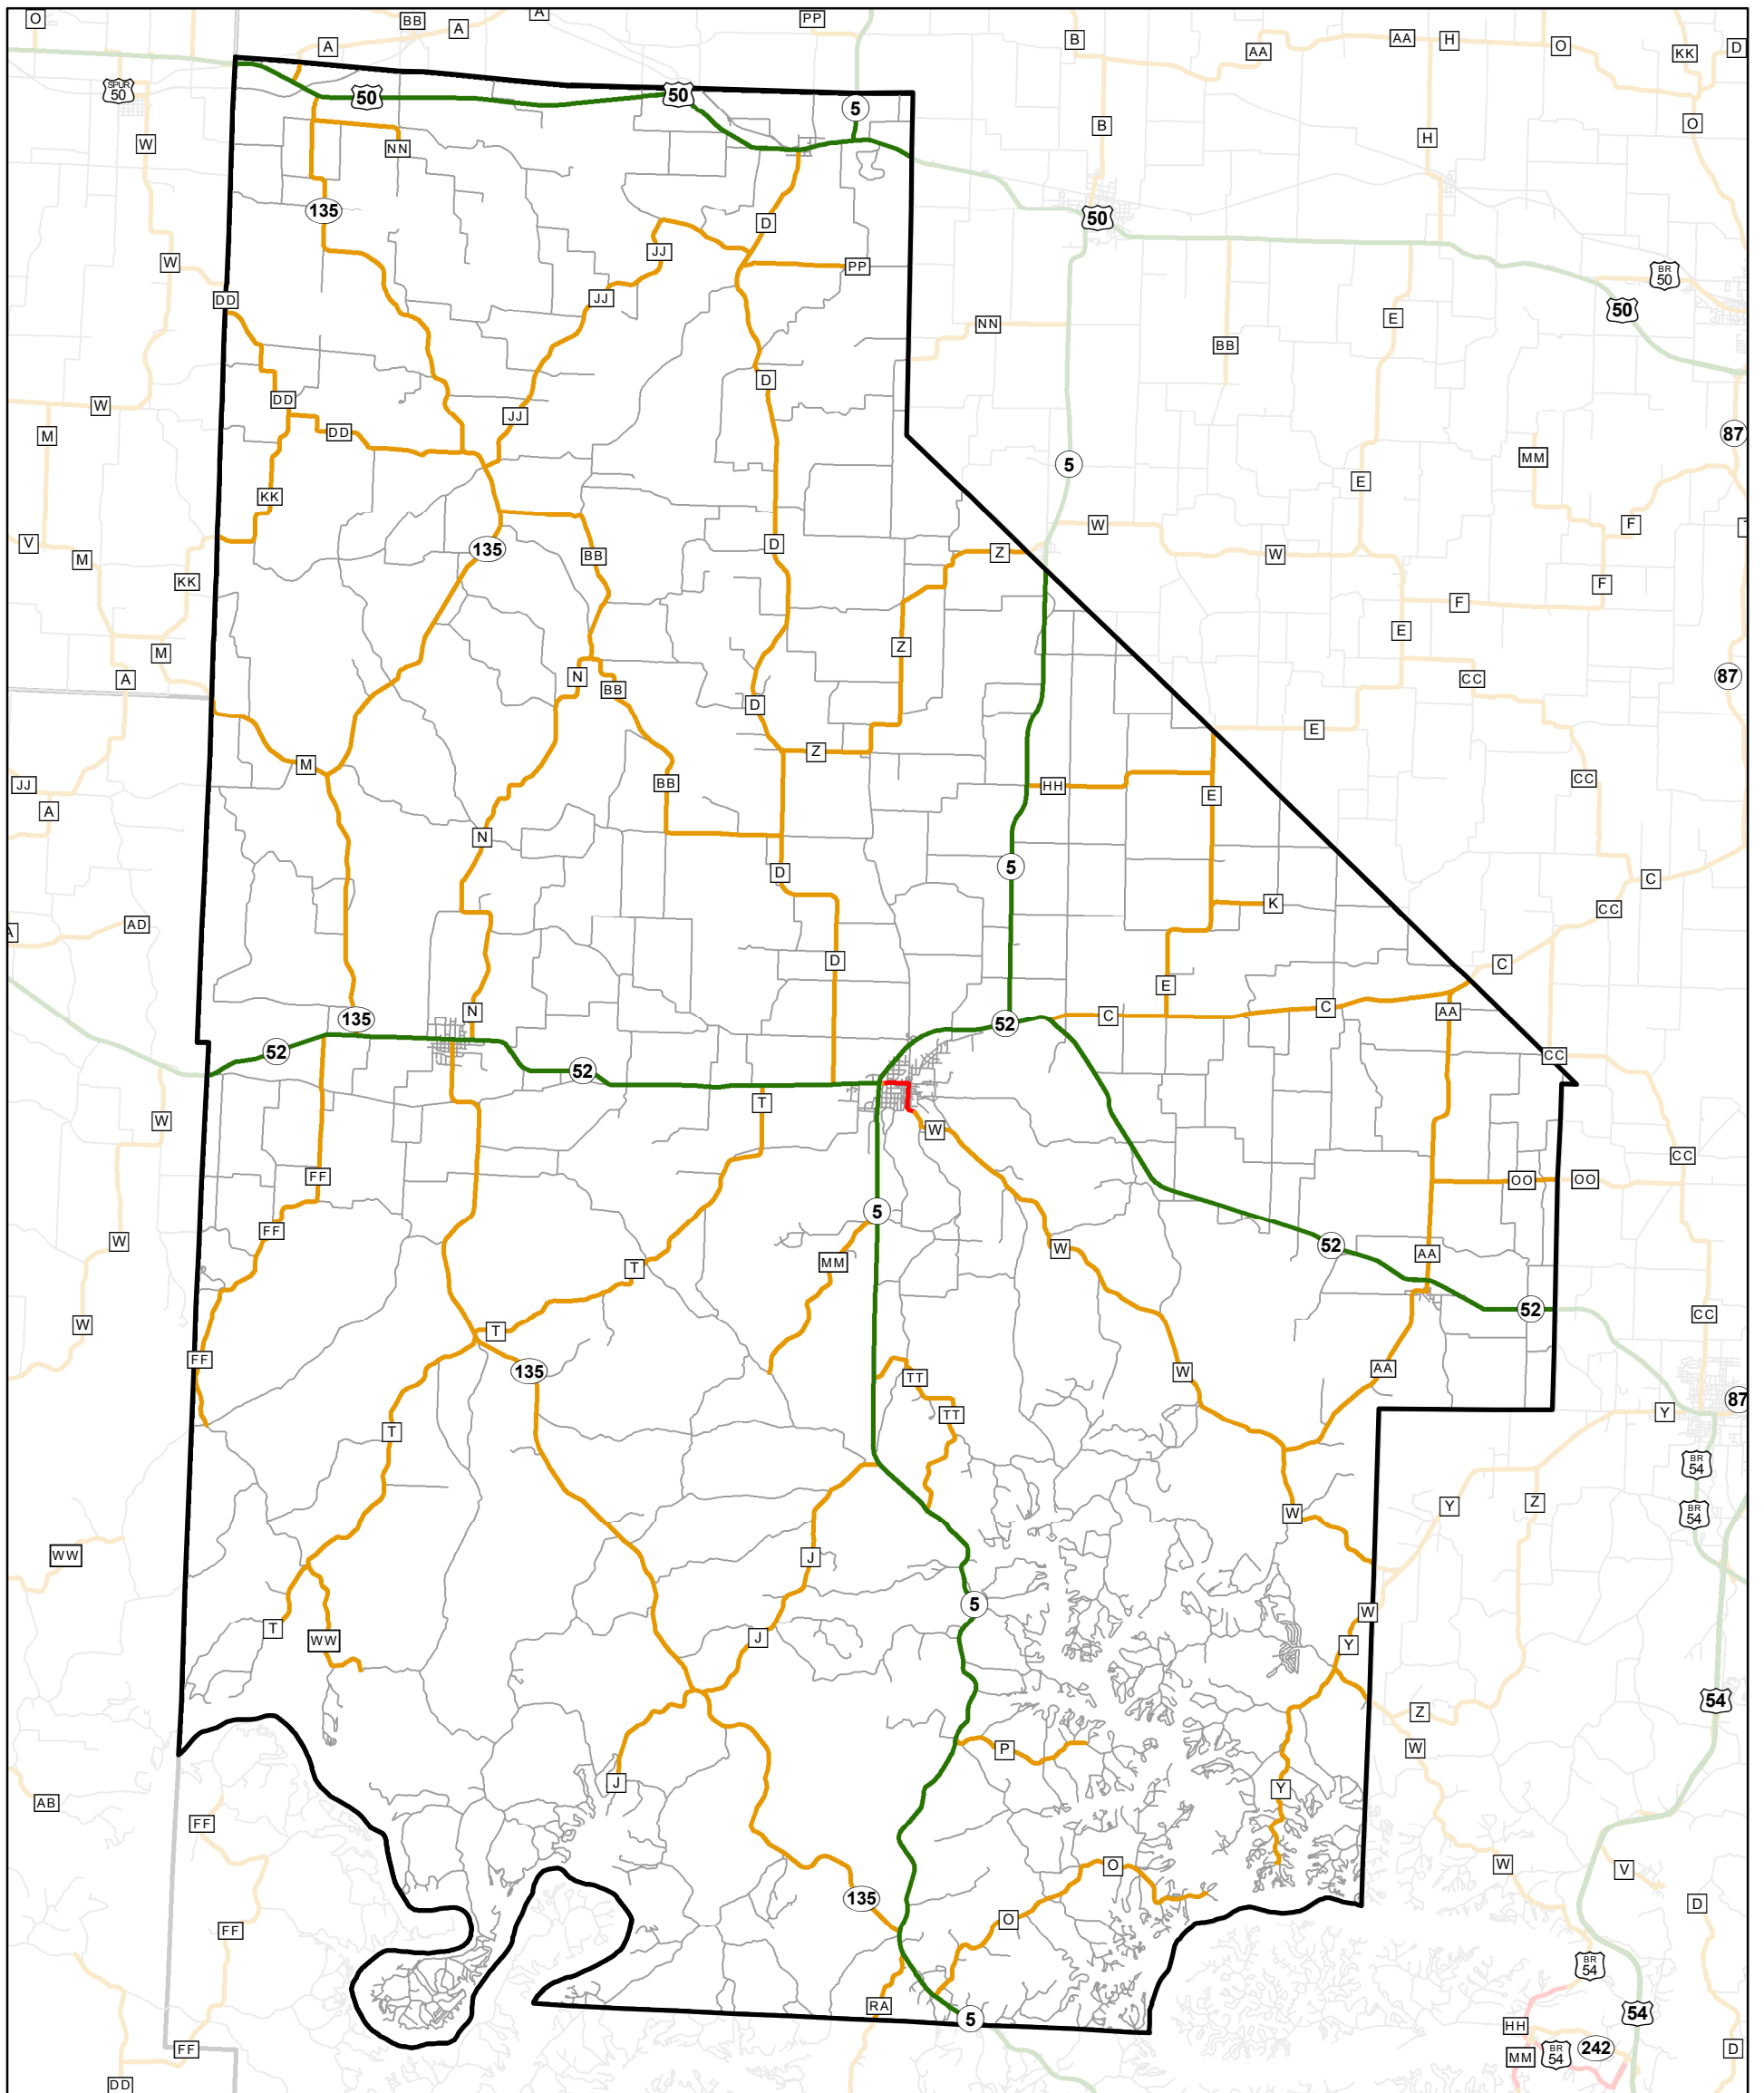 O
BB
A
A
A
PP
B
AA
AA
H
O
KK
D
SPUR
50
50
50
5
B
H
O
W
NN
135
D
50
W
JJ
PP
BR
50
DD
JJ
NN
E
50
BB
D
W
DD
JJ
M
DD
87
5
MM
KK
E
W
F
V
M
135
BB
D
Z
W
KK
F
F
M
Z
E
A
N
BB
CC
87
D
E
M
Z
JJ
BB
HH
CC
A
E
N
5
D
C
K
CC
AD
A
D
C
E
N
135
52
C
C
AA
52
52
CC
W
T
W
CC
FF
OO
OO
5
FF
W
MM
W
52
AA
T
52
CC
W
T
FF
135
TT
W
AA
87
T
TT
Y
BR
54
W
Y
Z
BR
54
WW
J
5
T
WW
J
W
Y
54
Z
P
W
J
Y
AB
FF
O
W
V
135
O
FF
D
BR
54
RA
5
54
HH
FF
MM
BR
54
242
D
DD